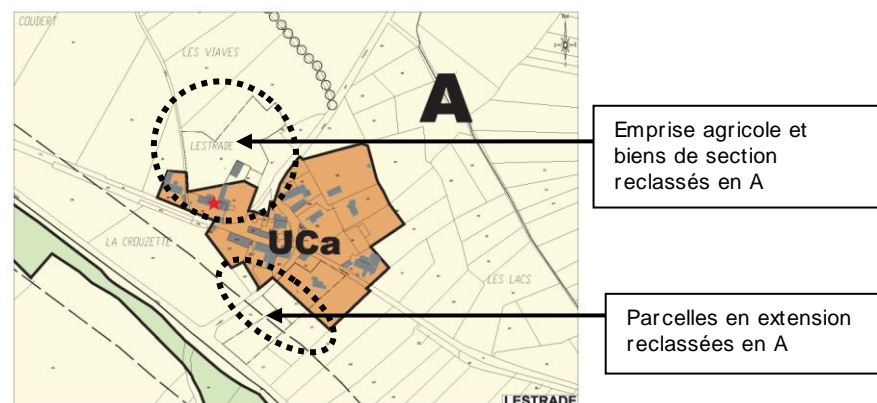 COUDERT
LES VIAVES
A
LESTRADE
Emprise agricole et
biens de section
reclassés en A
LA CROUZETTE
UCa
LES LACS
Parcelles en extension
reclassées en A
LESTRADE